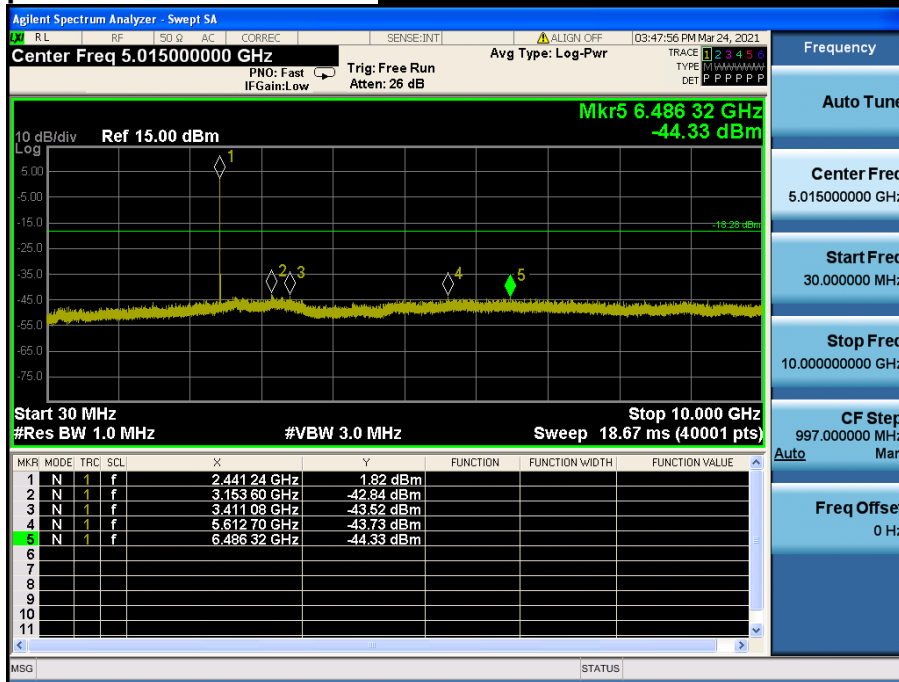 Agilent Spectrum Analyzer - Swept SA
LXI RL RF 50 Ω AC CORREC SENSE:INT ALIGN OFF 03:47:56 PM Mar 24, 2021
Center Freq 5.015000000 GHz
PNO: Fast
IFGain:Low
Trig: Free Run
Atten: 26 dB
Avg Type: Log-Pwr
TRACE 1 2 3 4 5 6
TYPE MWWWWW
DET P P P P P P
Mkr5 6.486 32 GHz
-44.33 dBm
10 dB/div Ref 15.00 dBm
Log
5.00
-5.00
-15.0
-25.0
-35.0
-45.0
-55.0
-65.0
-75.0
1
2
3
4
5
-18.28 dBm
Start 30 MHz
Stop 10.000 GHz
#Res BW 1.0 MHz #VBW 3.0 MHz Sweep 18.67 ms (40001 pts)
MKR MODE TRC SCL X Y FUNCTION FUNCTION WIDTH FUNCTION VALUE
1 N 1 f 2.441 24 GHz 1.82 dBm
2 N 1 f 3.153 60 GHz -42.84 dBm
3 N 1 f 3.411 08 GHz -43.52 dBm
4 N 1 f 5.612 70 GHz -43.73 dBm
5 N 1 f 6.486 32 GHz -44.33 dBm
6
7
8
9
10
11
MSG STATUS
Frequency
Auto Tune
Center Freq
5.015000000 GHz
Start Freq
30.000000 MHz
Stop Freq
10.000000000 GHz
CF Step
997.000000 MHz
Auto Man
Freq Offset
0 Hz